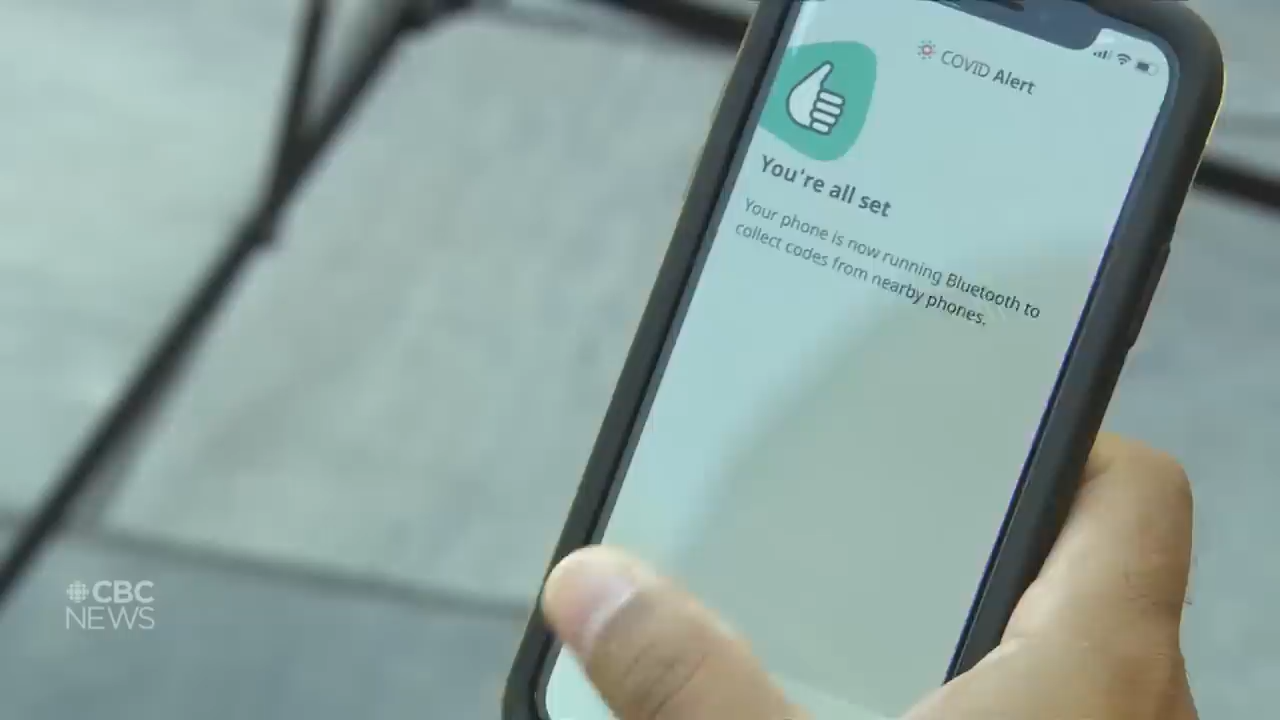 COVID Alert
You're all set
Your phone is now running Bluetooth to
collect codes from nearby phones.
CBC
NEWS